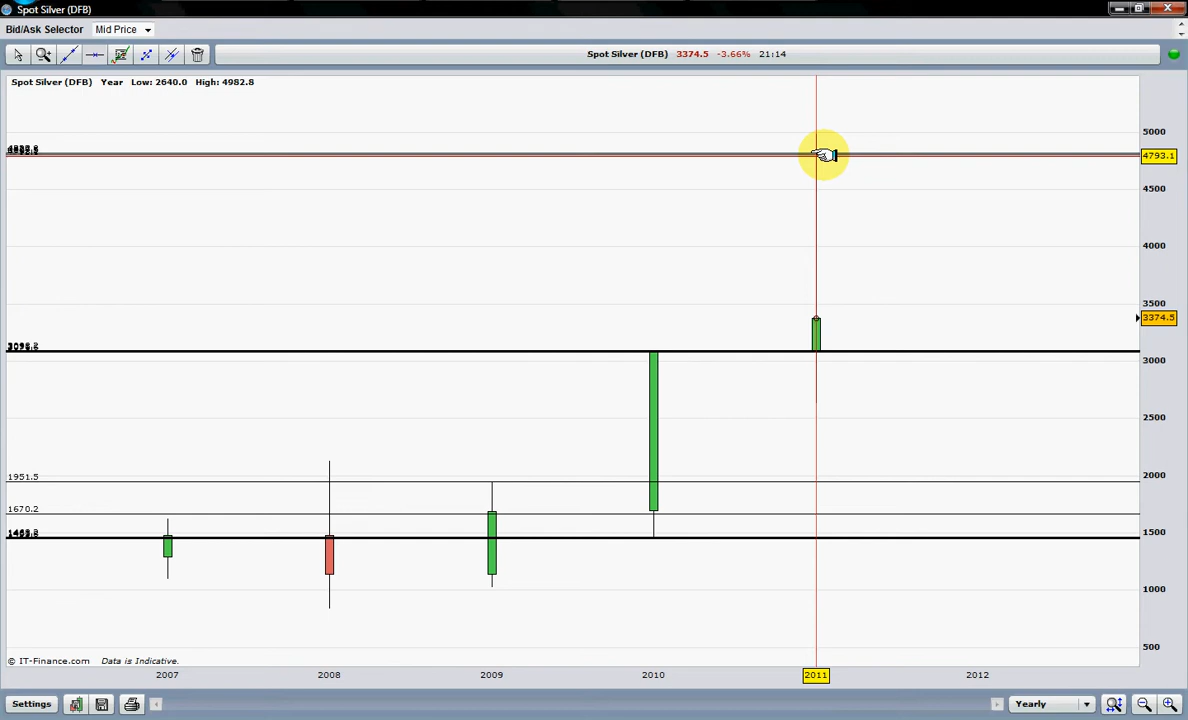 Spot Silver (DFB)
Bid/Ask Selector Mid Price
Spot Silver (DFB) 3374.5 -3.66% 21:14
Spot Silver (DFB) Year Low: 2640.0 High: 4982.8
5000
4793.1
4500
4000
3500
3374.5
3000
2500
2000
1951.5
1670.2
1500
1000
500
© IT-Finance.com Data is Indicative.
2007 2008 2009 2010 2011 2012
Settings Yearly